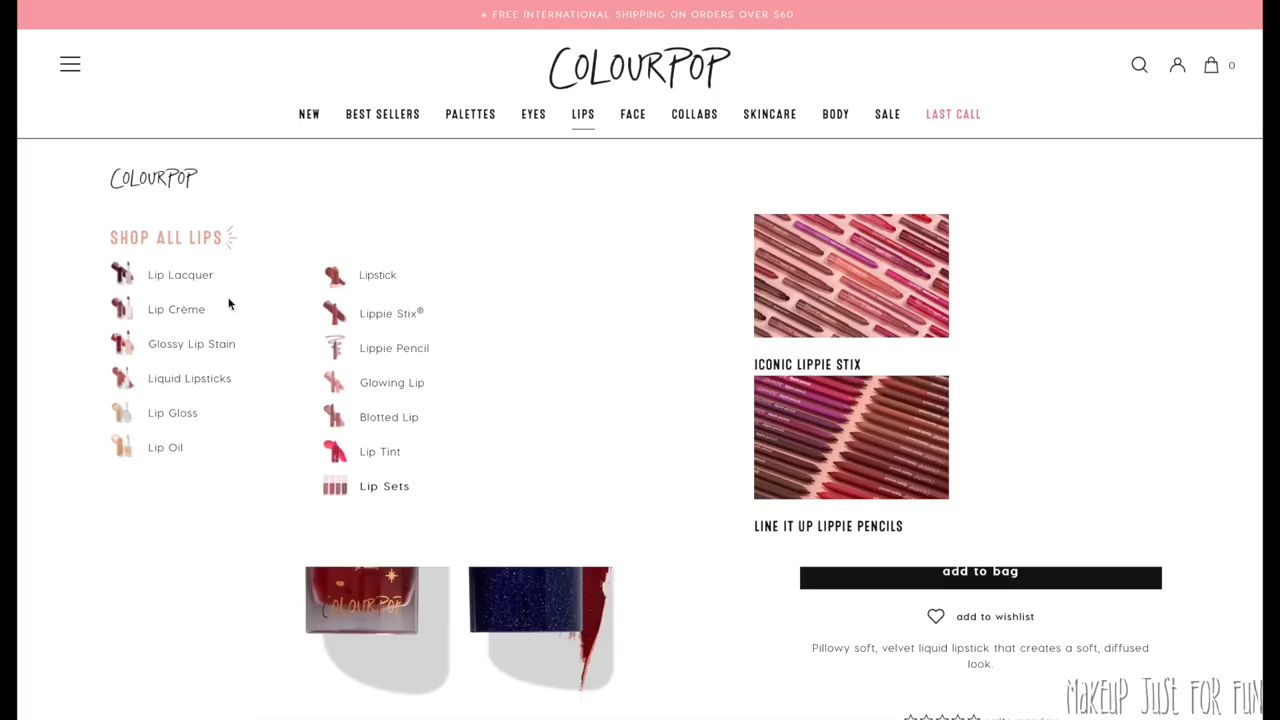 ✦ FREE INTERNATIONAL SHIPPING ON ORDERS OVER $60
COLOURPOP
0
NEW BEST SELLERS PALETTES EYES LIPS FACE COLLABS SKINCARE BODY SALE LAST CALL
COLOURPOP
SHOP ALL LIPS
Lip Lacquer
Lip Crème
Glossy Lip Stain
Liquid Lipsticks
Lip Gloss
Lip Oil
Lipstick
Lippie Stix®
Lippie Pencil
Glowing Lip
Blotted Lip
Lip Tint
Lip Sets
ICONIC LIPPIE STIX
LINE IT UP LIPPIE PENCILS
COLOURPOP
add to bag
add to wishlist
Pillowy soft, velvet liquid lipstick that creates a soft, diffused
look.
MAKEUP JUST FOR FUN